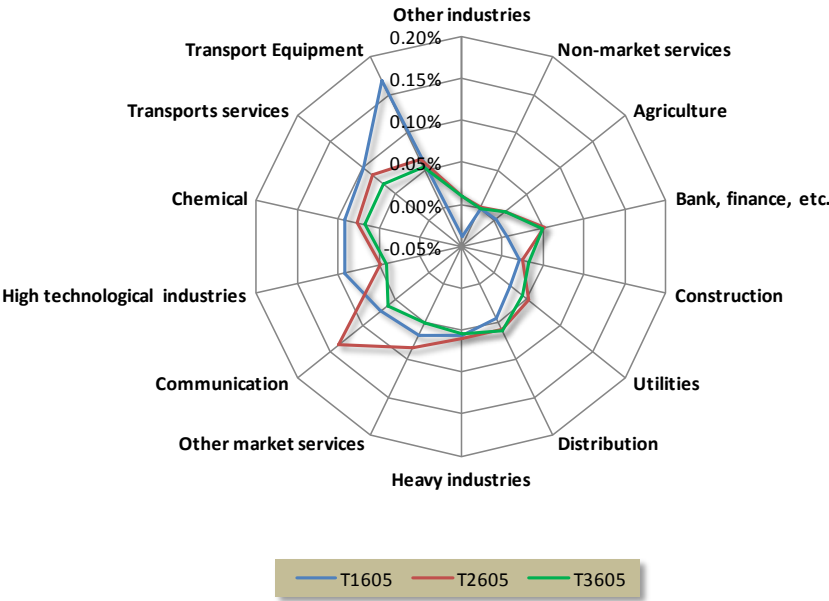 Other industries
0.20%
Transport Equipment
Non-market services
0.15%
Transports services
Agriculture
0.10%
0.05%
Chemical
Bank, finance, etc.
0.00%
-0.05%
High technological industries
Construction
Communication
Utilities
Other market services
Distribution
Heavy industries
T1605 T2605 T3605